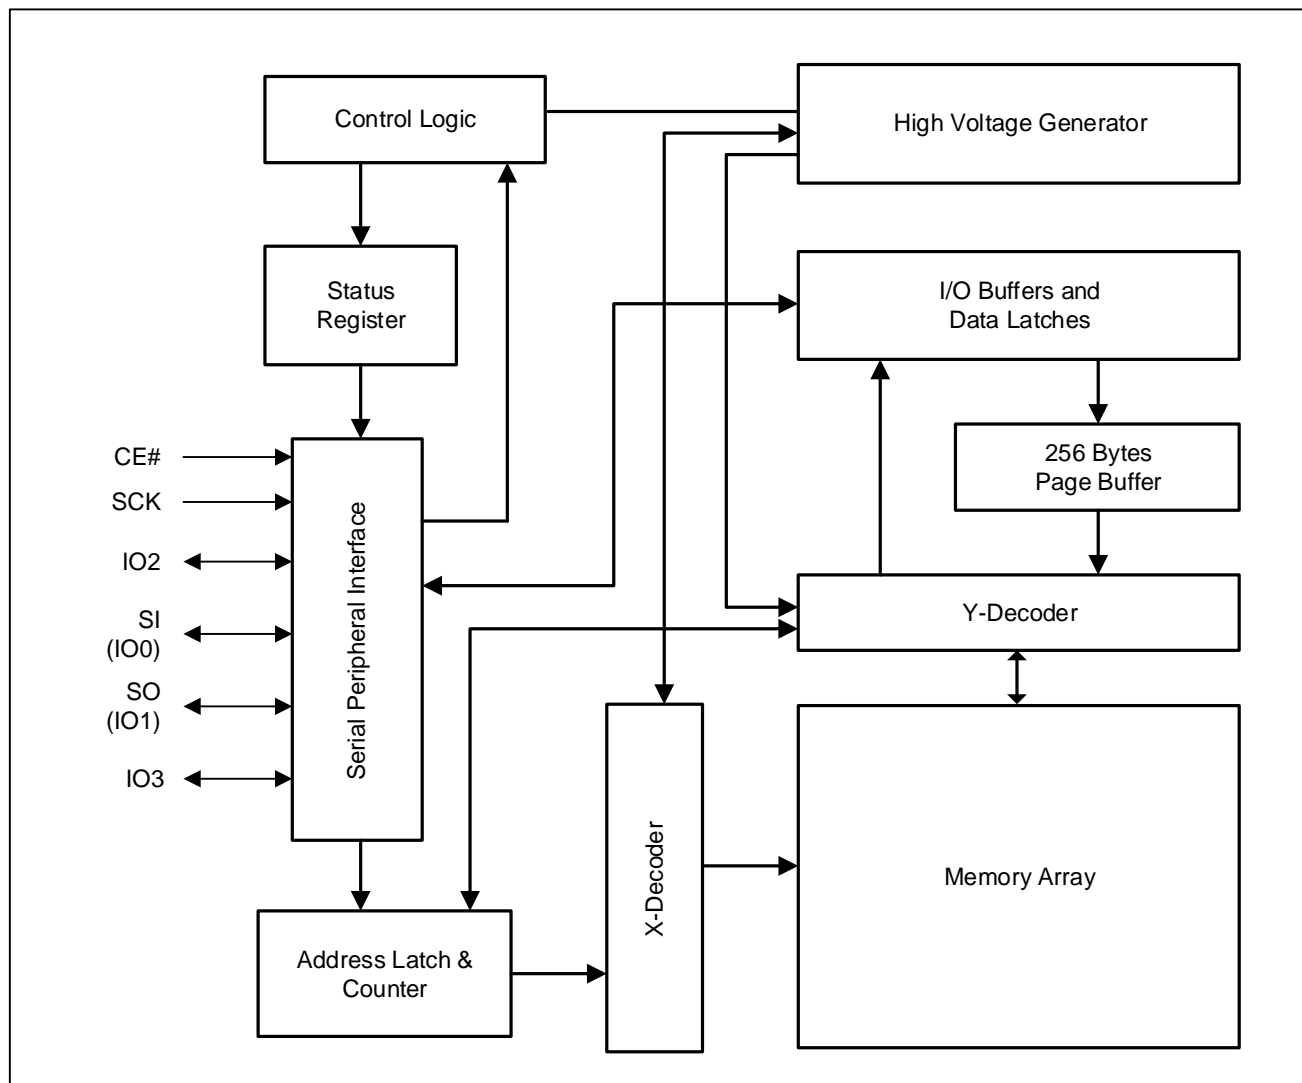 Control Logic
High Voltage Generator
Status
Register
I/O Buffers and
Data Latches
256 Bytes
Page Buffer
CE#
SCK
IO2
SI
(IO0)
SO
(IO1)
IO3
Serial Peripheral Interface
Y-Decoder
X-Decoder
Memory Array
Address Latch &
Counter